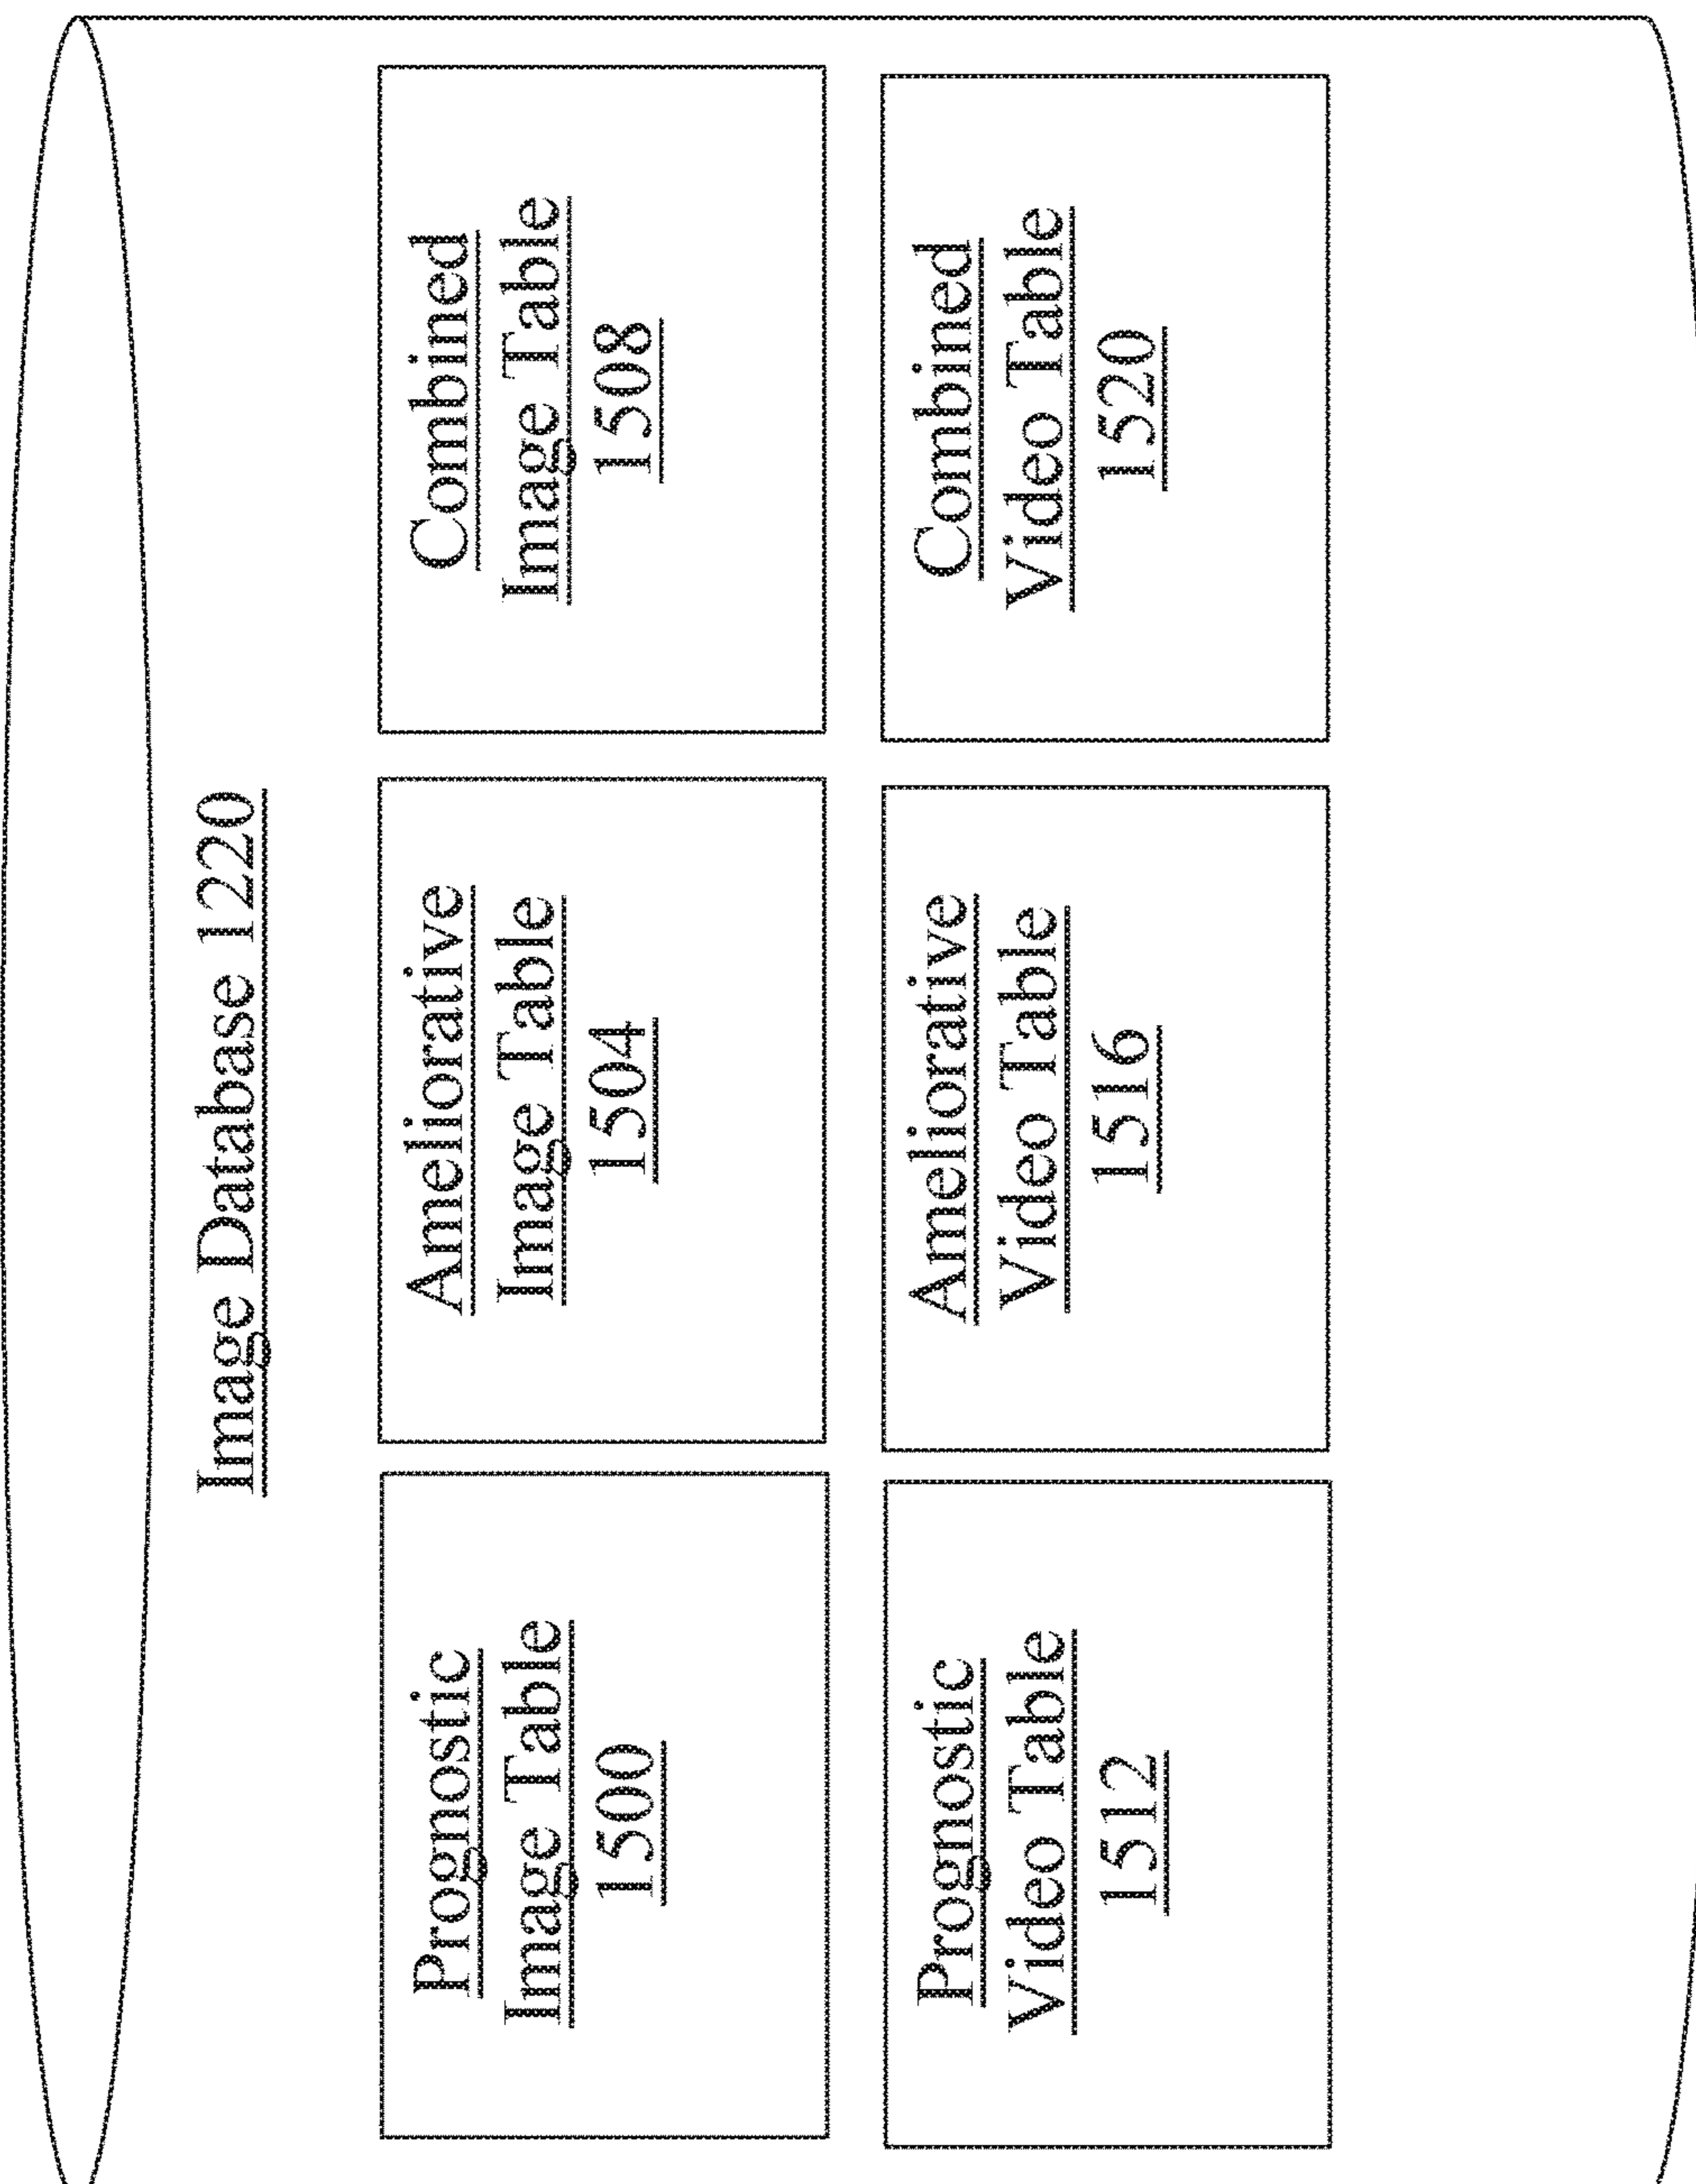 Image Database 1220
Prognostic
Image Table
1500
Ameliorative
Image Table
1504
Combined
Image Table
1508
Prognostic
Video Table
1512
Ameliorative
Video Table
1516
Combined
Video Table
1520